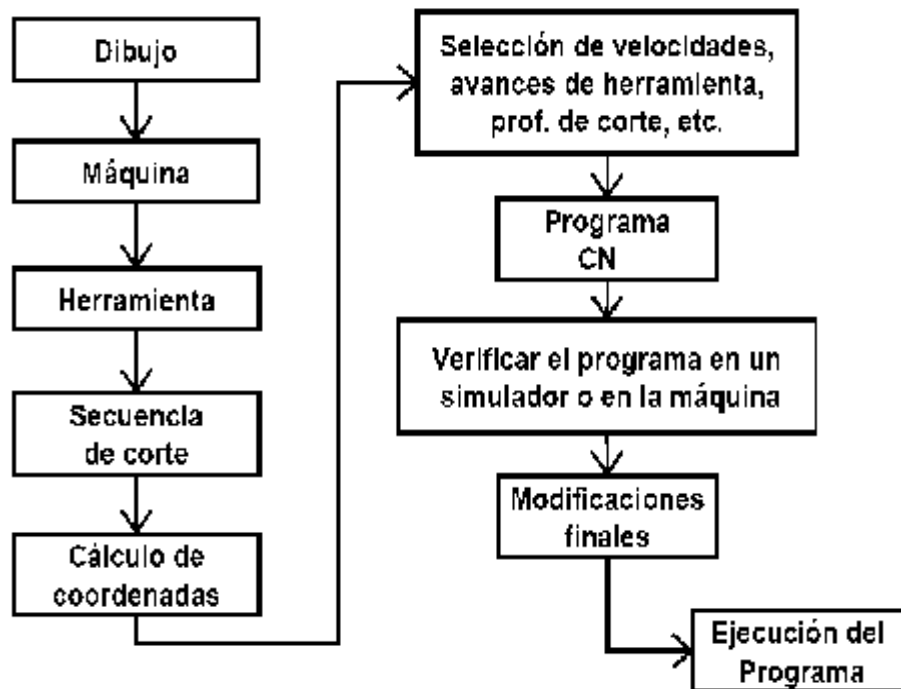 Dibujo
Máquina
Herramienta
Secuencia
de corte
Cálculo de
coordenadas
Selección de velocidades,
avances de herramienta,
prof. de corte, etc.
Programa
CN
Verificar el programa en un
simulador o en la máquina
Modificaciones
finales
Ejecución del
Programa